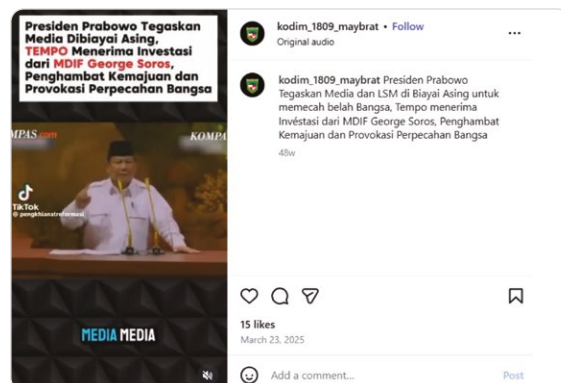 Presiden Prabowo Tegaskan
Media Dibiayai Asing,
TEMPO Menerima Investasi
dari MDIF George Soros,
Penghambat Kemajuan dan
Provokasi Perpecahan Bangsa
MPAS.com
KOMPA
TikTok
@ pengkhianatreformasi
MEDIA MEDIA
kodim_1809_maybrat • Follow
Original audio
kodim_1809_maybrat Presiden Prabowo
Tegaskan Media dan LSM di Biayai Asing untuk
memecah belah Bangsa, Tempo menerima
Invéstasi dari MDIF George Soros, Penghambat
Kemajuan dan Provokasi Perpecahan Bangsa
48w
15 likes
March 23, 2025
Add a comment...
Post